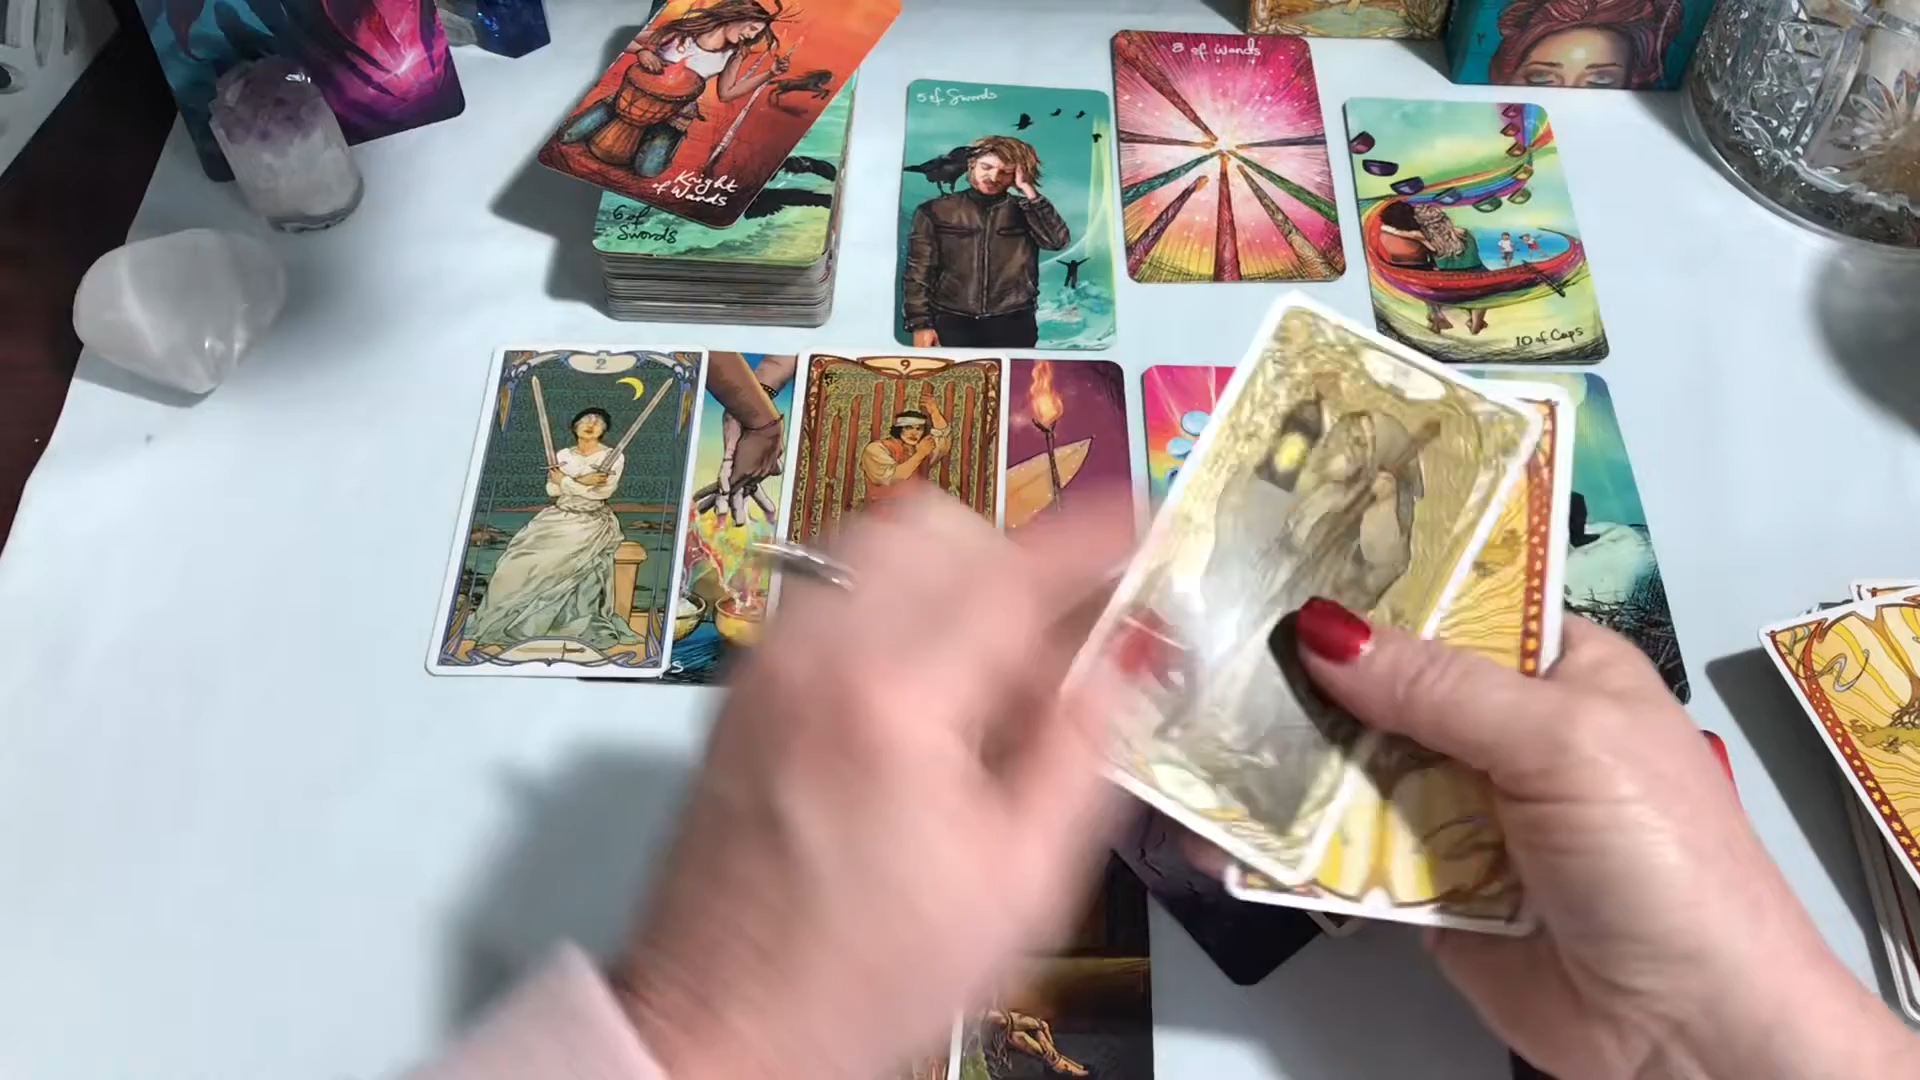 Knight
of Wands
6 of
Swords
5 of Swords
8 of Wands
10 of Cups
2
9
s